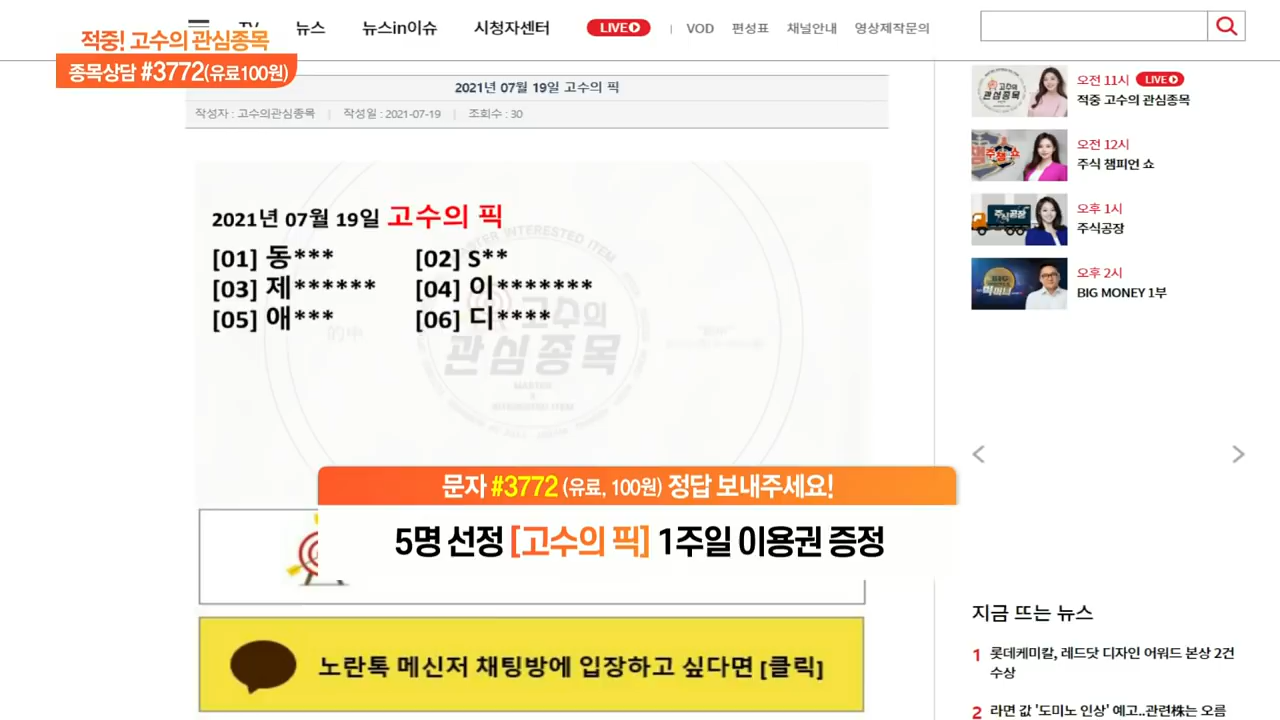 TV 뉴스 뉴스in이슈 시청자센터 LIVE VOD 편성표 채널안내 영상제작문의
적중! 고수의 관심종목
종목상담 #3772(유료100원)
2021년 07월 19일 고수의 픽
작성자 : 고수의관심종목 | 작성일 : 2021-07-19 | 조회수 : 30
2021년 07월 19일 고수의 픽
[01] 동*** [02] S**
[03] 제****** [04] 이*******
[05] 애*** [06] 디****
고수의
관심종목
문자 #3772 (유료, 100원) 정답 보내주세요!
5명 선정 [고수의 픽] 1주일 이용권 증정
노란톡 메신저 채팅방에 입장하고 싶다면 [클릭]
오전 11시 LIVE
적중 고수의 관심종목
오전 12시
주식 챔피언 쇼
오후 1시
주식공장
오후 2시
BIG MONEY 1부
지금 뜨는 뉴스
1 롯데케미칼, 레드닷 디자인 어워드 본상 2건
수상
2 라면 값 '도미노 인상' 예고..관련株는 오름